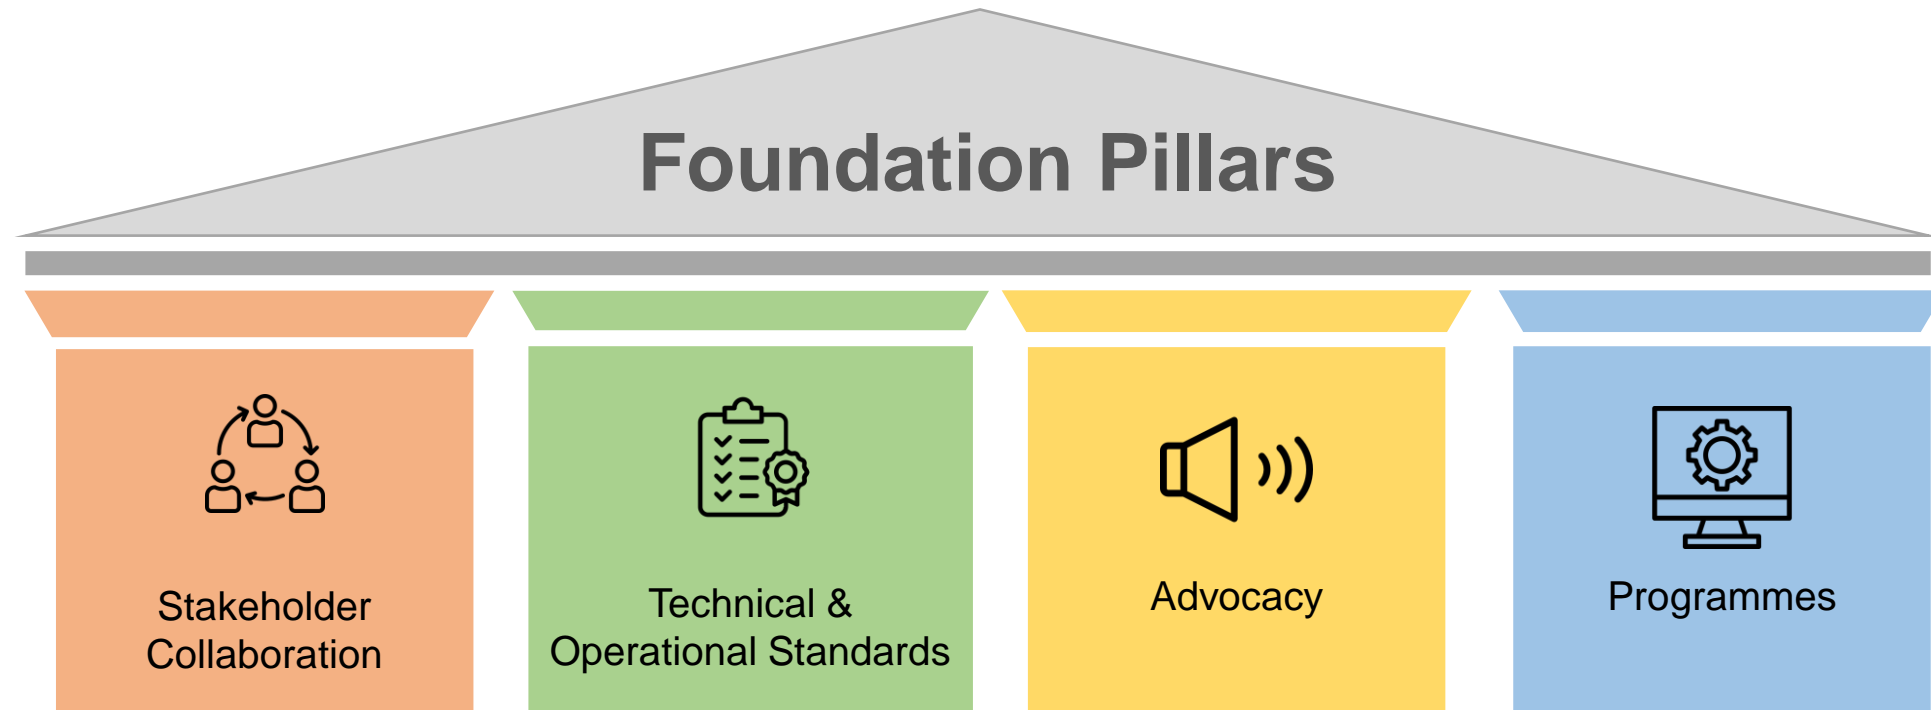 Foundation Pillars
Stakeholder
Collaboration
Technical &
Operational Standards
Advocacy
Programmes